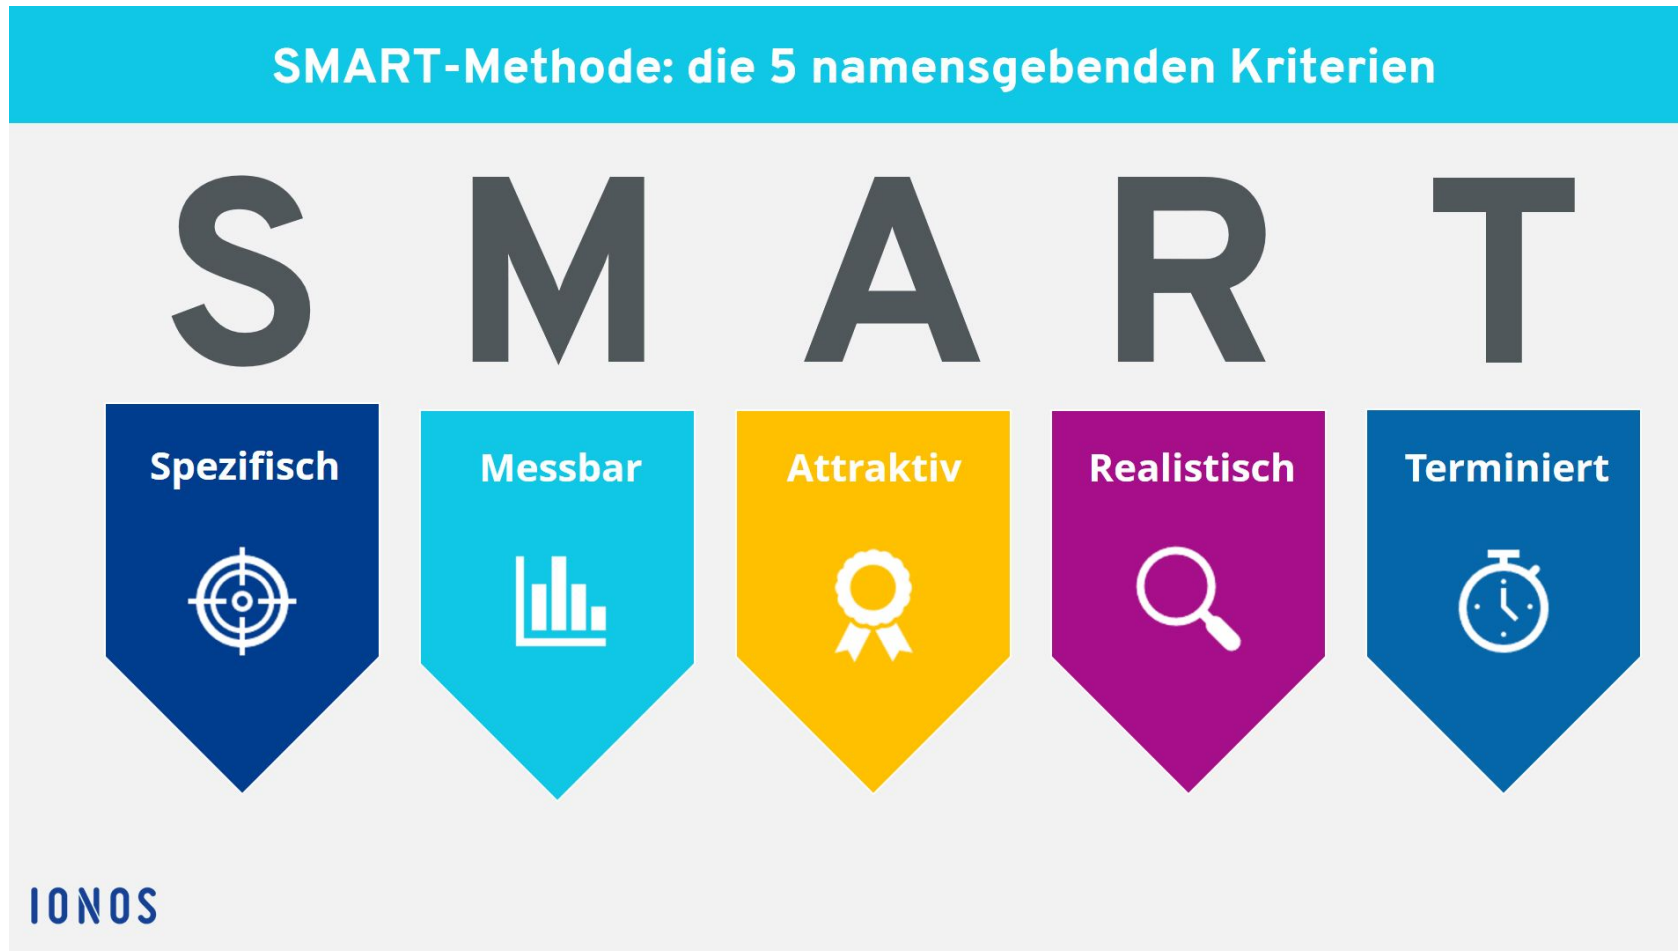 SMART-Methode: die 5 namensgebenden Kriterien
S M A R T
Spezifisch
Messbar
Attraktiv
Realistisch
Terminiert
IONOS